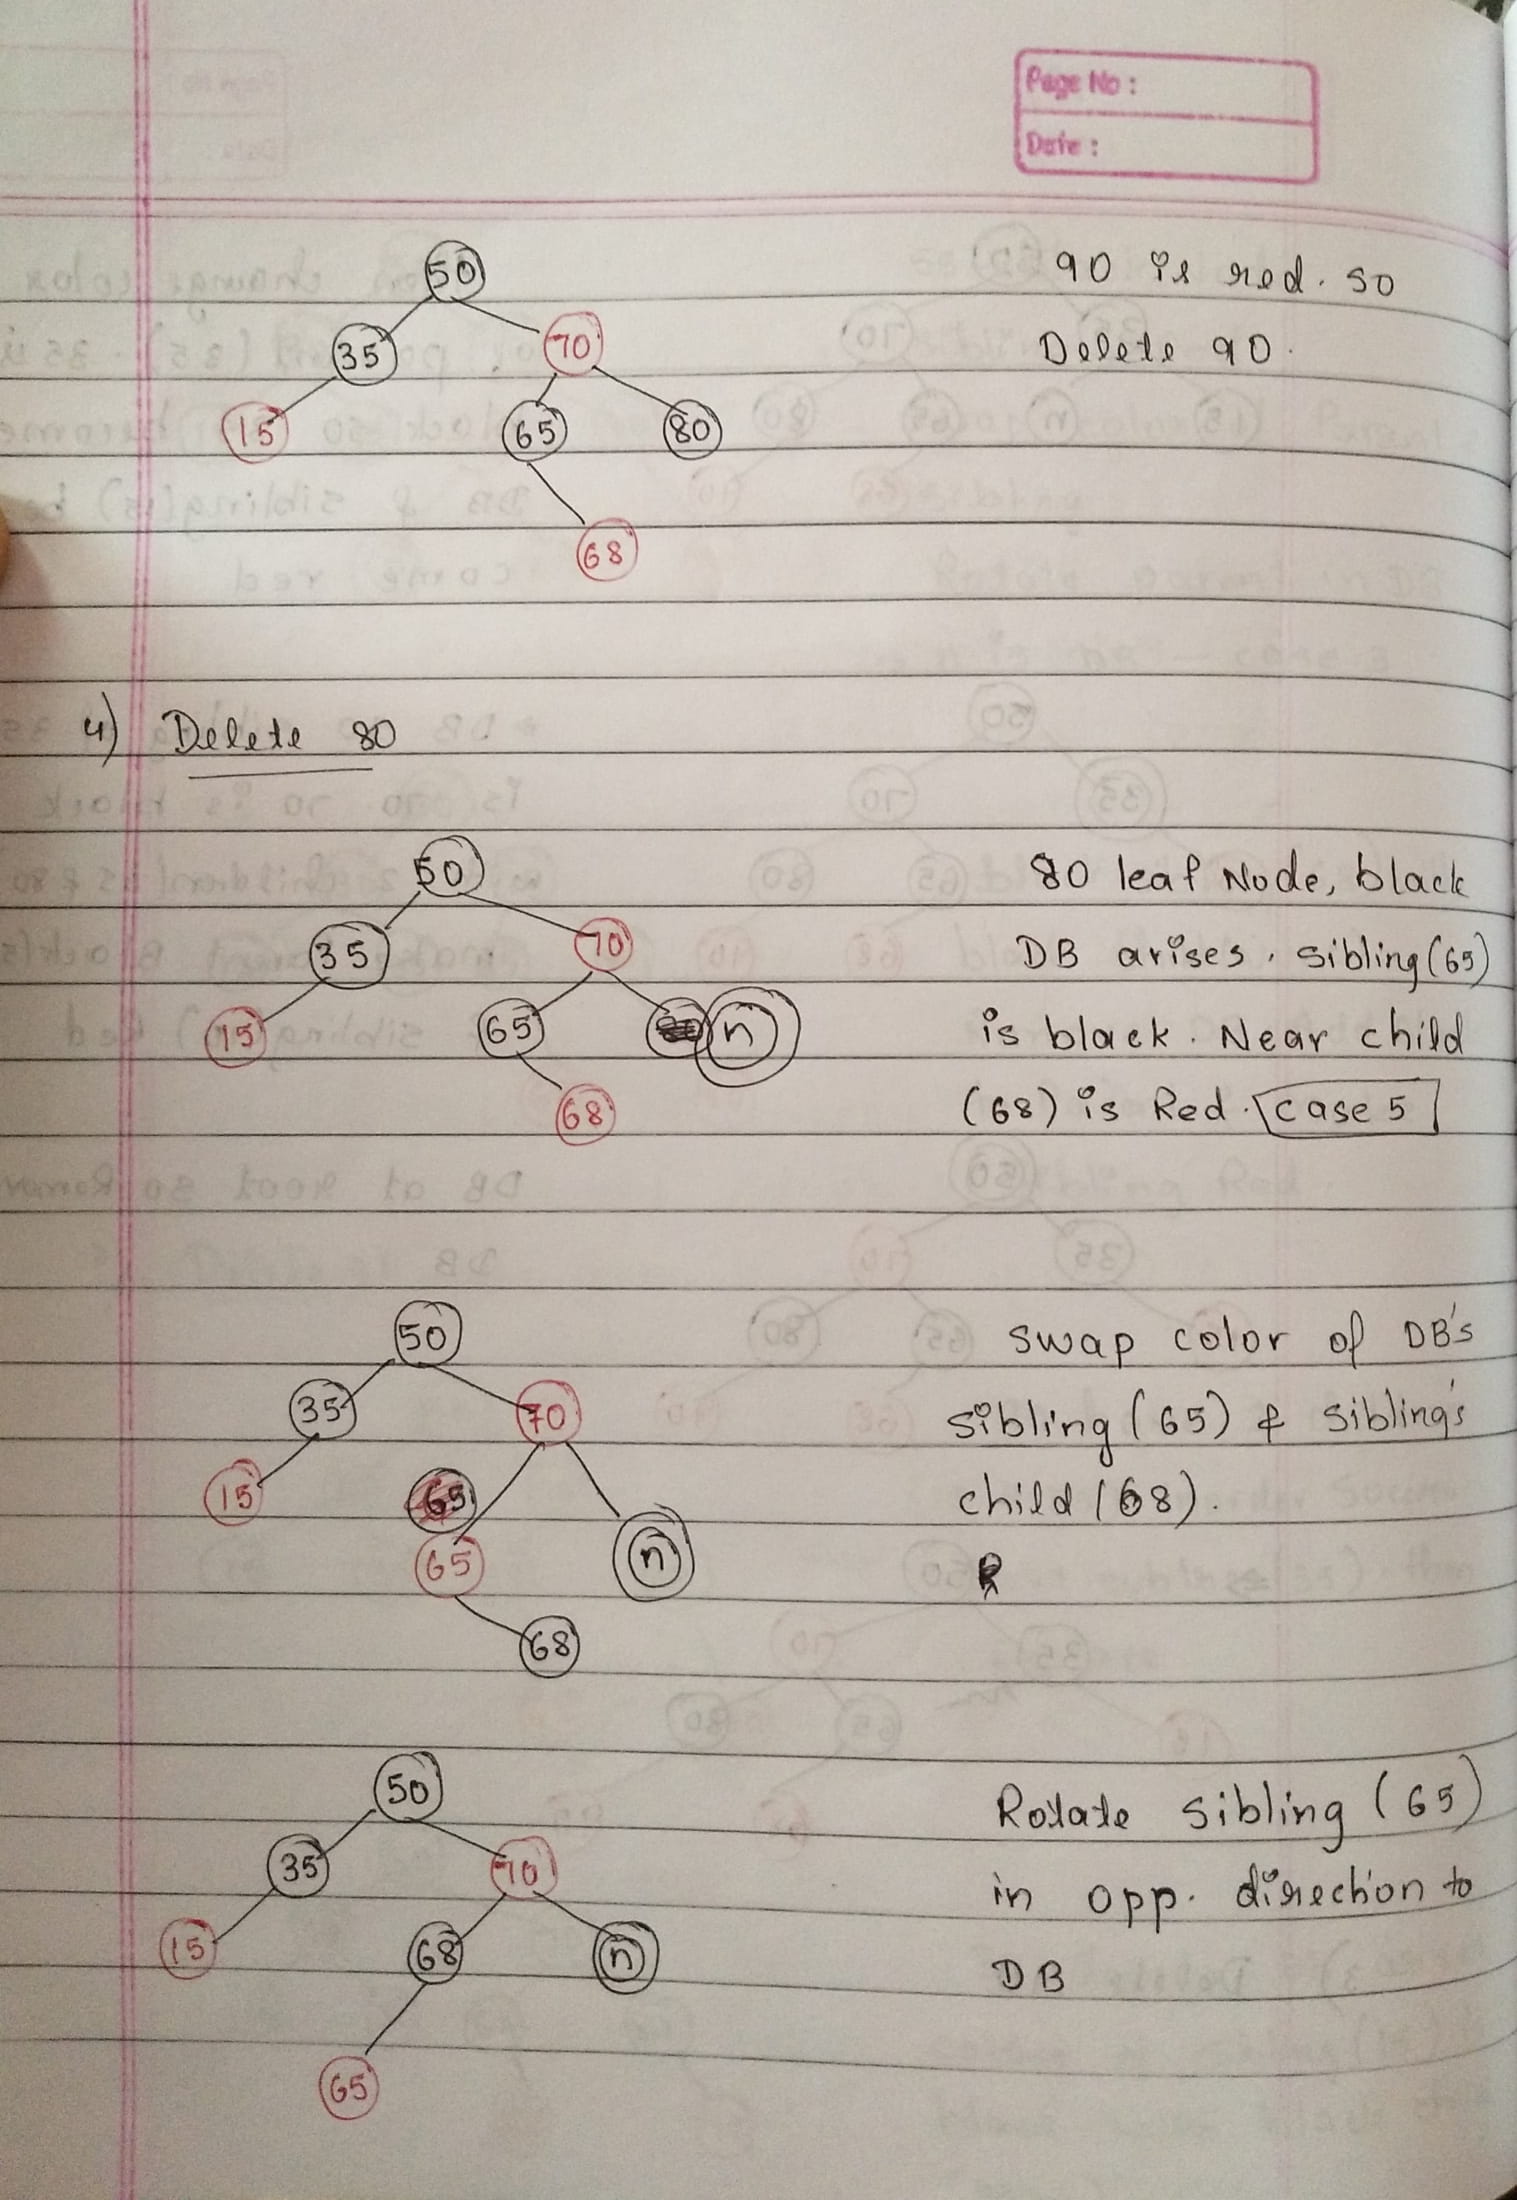 Page No :
Date :
50
90 is red. so
35
70
Delete 90.
15
65
80
68
4) Delete 80
50
80 leaf Node, black
35
70
DB arises. sibling(65)
15
65
n
is black. Near child
68
(68) is Red. case 5
50
swap color of DB's
35
70
sibling (65) & sibling's
15
65
child (68).
65
n
68
50
Rotate sibling (65)
35
70
in opp. direction to
15
68
n
DB
65